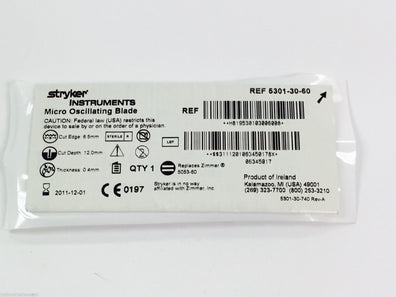 stryker®
INSTRUMENTS
REF 5301-30-60
Micro Oscillating Blade
REF
CAUTION: Federal law (USA) restricts this
device to sale by or on the order of a physician.
Cut Edge: 6.5mm
STERILE R
LOT
Cut Depth: 12.0mm
06345017
Thickness: 0.4mm
QTY 1
Replaces Zimmer®
5053-60
2011-12-01
CE 0197
Stryker is in no way
affiliated with Zimmer, Inc.
Product of Ireland
Kalamazoo, MI (USA) 49001
(269) 323-7700 (800) 253-3210
5301-30-740 Rev-A